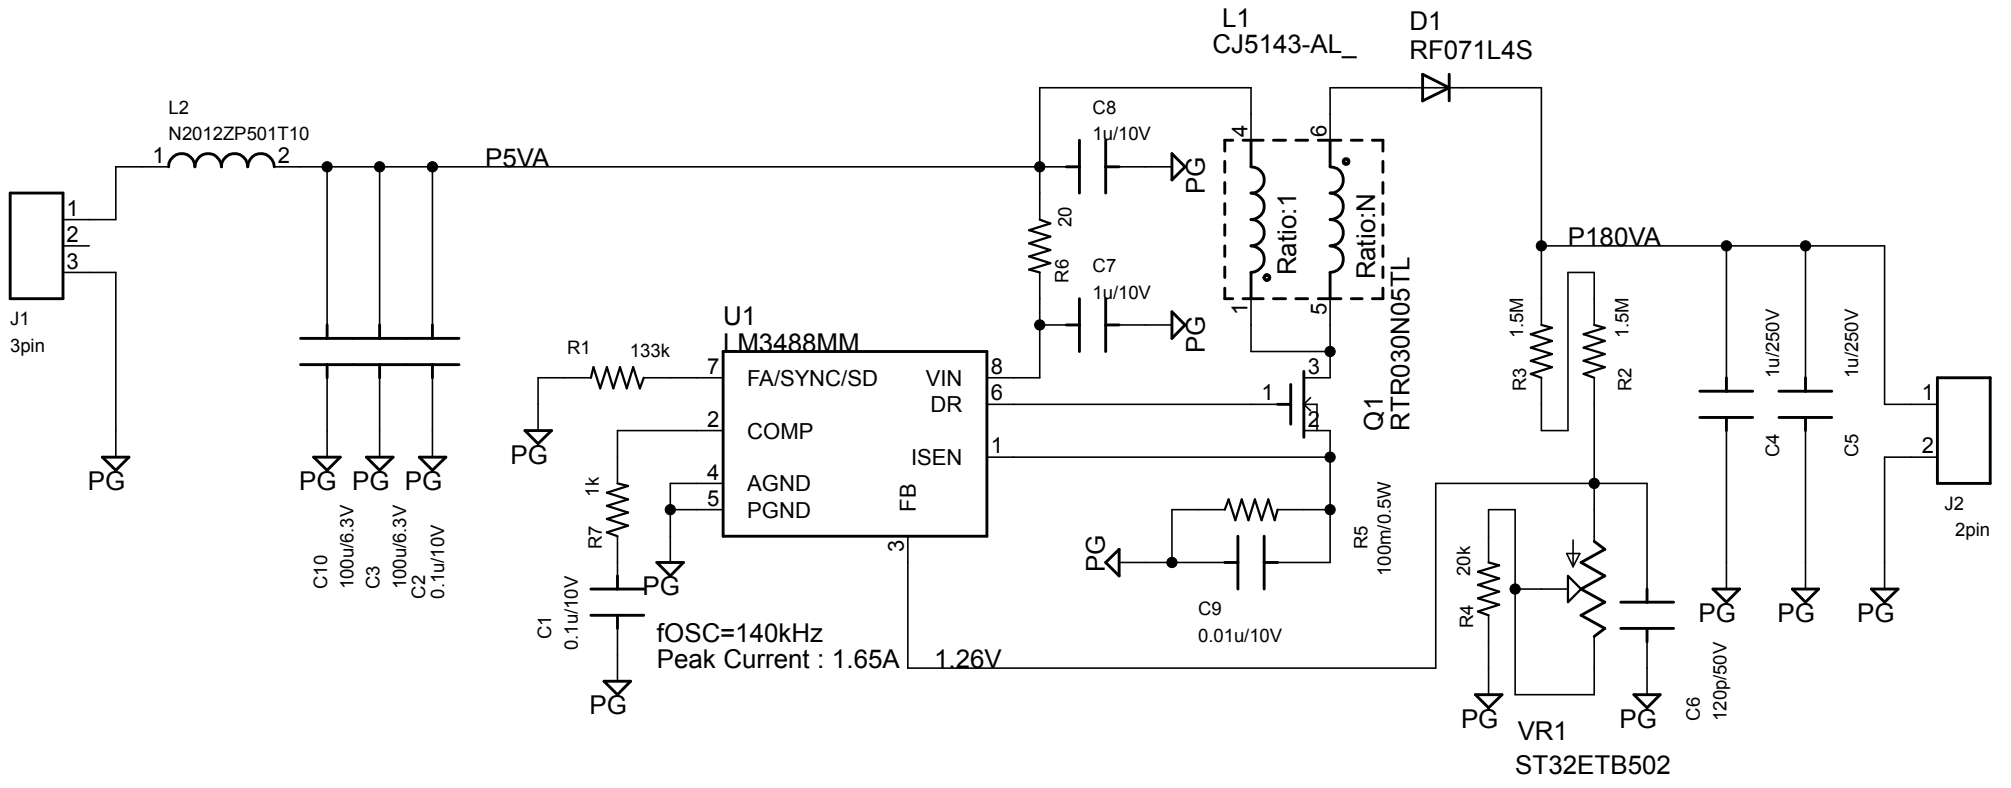 L1
CJ5143-AL_
D1
RF071L4S
L2
N2012ZP501T10
1
2
P5VA
C8
1u/10V
PG
4
6
Ratio:1
Ratio:N
1
5
20
R6
C7
1u/10V
PG
J1
3pin
1
2
3
PG
PG
PG
PG
C10
100u/6.3V
C3
100u/6.3V
C2
0.1u/10V
R1
133k
PG
U1
LM3488MM
7
FA/SYNC/SD
2
COMP
4
AGND
5
PGND
VIN
8
DR
6
ISEN
1
FB
3
1k
R7
C1
0.1u/10V
PG
PG
fOSC=140kHz
Peak Current : 1.65A
1.26V
1
3
2
Q1
RTR030N05TL
R5
100m/0.5W
PG
C9
0.01u/10V
P180VA
1.5M
R3
1.5M
R2
1u/250V
C4
1u/250V
C5
PG
PG
PG
1
2
J2
2pin
20k
R4
PG
VR1
ST32ETB502
PG
C6
120p/50V